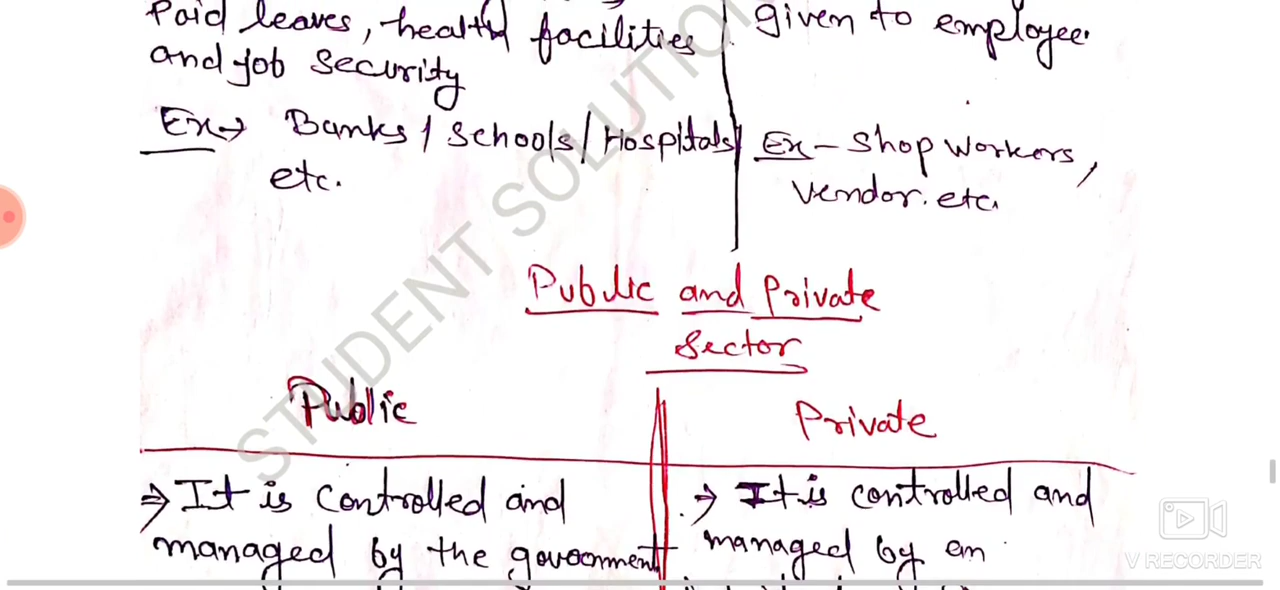 Paid leaves, health facilities
and job security
Ex→ Banks / Schools / Hospitals
etc.
given to employee.
Ex - Shop workers,
Vendor. etc.
Public and Private
Sector
Public
⇒ It is controlled and
managed by the government
Private
⇒ It is controlled and
managed by an
STUDENT SOLUTION
V RECORDER